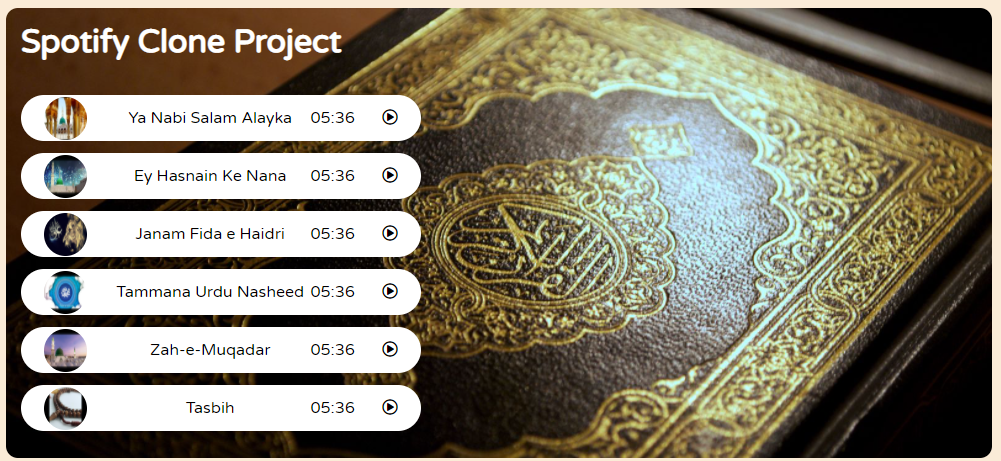 Spotify Clone Project
Ya Nabi Salam Alayka 05:36
Ey Hasnain Ke Nana 05:36
Janam Fida e Haidri 05:36
Tammana Urdu Nasheed 05:36
Zah-e-Muqadar 05:36
Tasbih 05:36